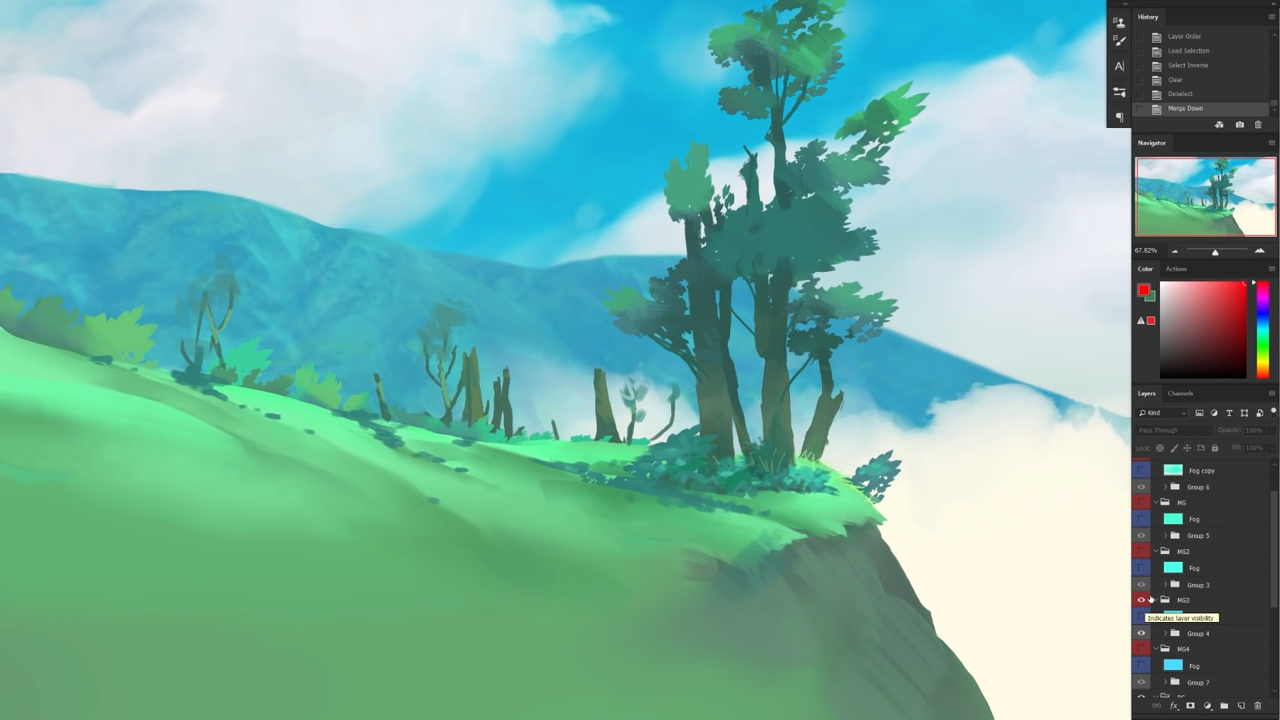 History
Layer Order
Load Selection
Select Inverse
Clear
Deselect
Merge Down
Navigator
67.82%
Color Actions
Layers Channels
Kind
Pass Through Opacity: 100%
Lock: Fill: 100%
Fog copy
Group 6
MG
Fog
Group 5
MG2
Fog
Group 3
MG3
Indicates layer visibility
Group 4
MG4
Fog
Group 7